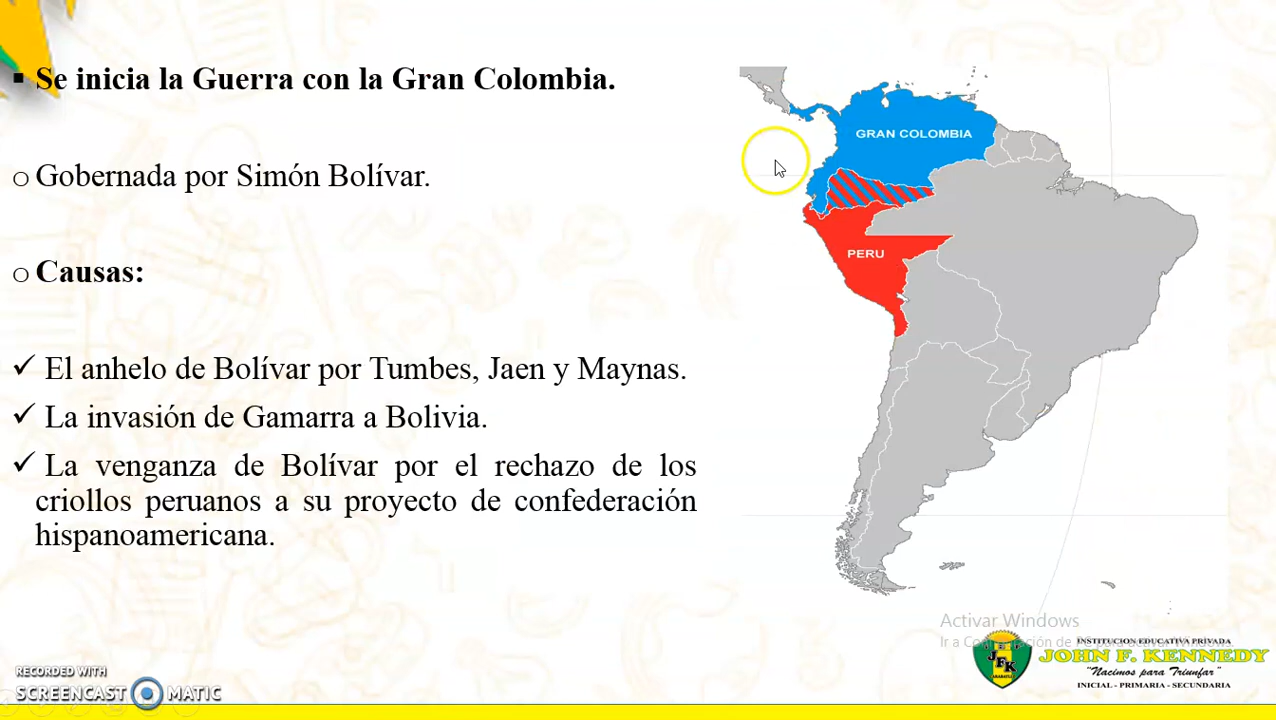 Se inicia la Guerra con la Gran Colombia.
Gobernada por Simón Bolívar.
Causas:
El anhelo de Bolívar por Tumbes, Jaen y Maynas.
La invasión de Gamarra a Bolivia.
La venganza de Bolívar por el rechazo de los
criollos peruanos a su proyecto de confederación
hispanoamericana.
GRAN COLOMBIA
PERU
Activar Windows
Ir a
INSTITUCION EDUCATIVA PRIVADA
JFK
JOHN F. KENNEDY
"Nacimos para Triunfar"
INICIAL - PRIMARIA - SECUNDARIA
RECORDED WITH
SCREENCAST MATIC